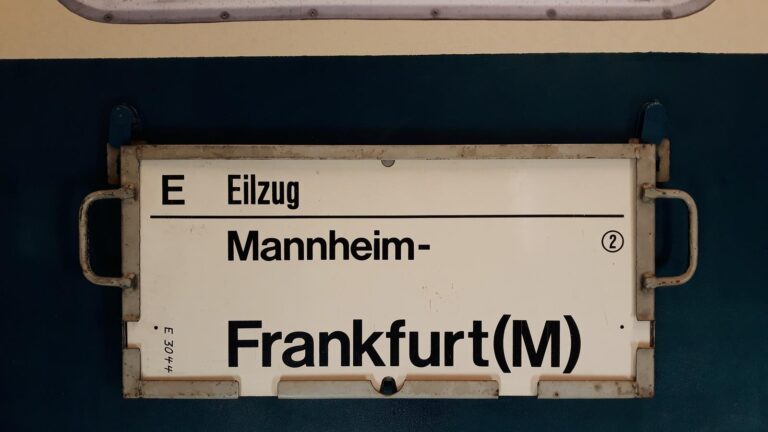 E Eilzug
Mannheim-
②
Frankfurt(M)
E 3044